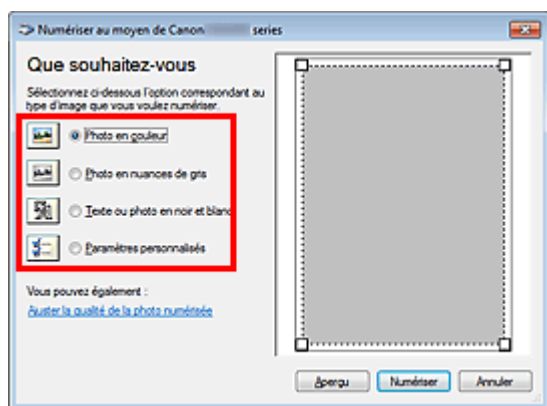 Numériser au moyen de Canon series
Que souhaitez-vous
Sélectionnez ci-dessous l'option correspondant au
type d'image que vous voulez numériser.
Photo en couleur
Photo en nuances de gris
Texte ou photo en noir et blanc
Paramètres personnalisés
Vous pouvez également :
Ajuster la qualité de la photo numérisée
Aperçu Numériser Annuler